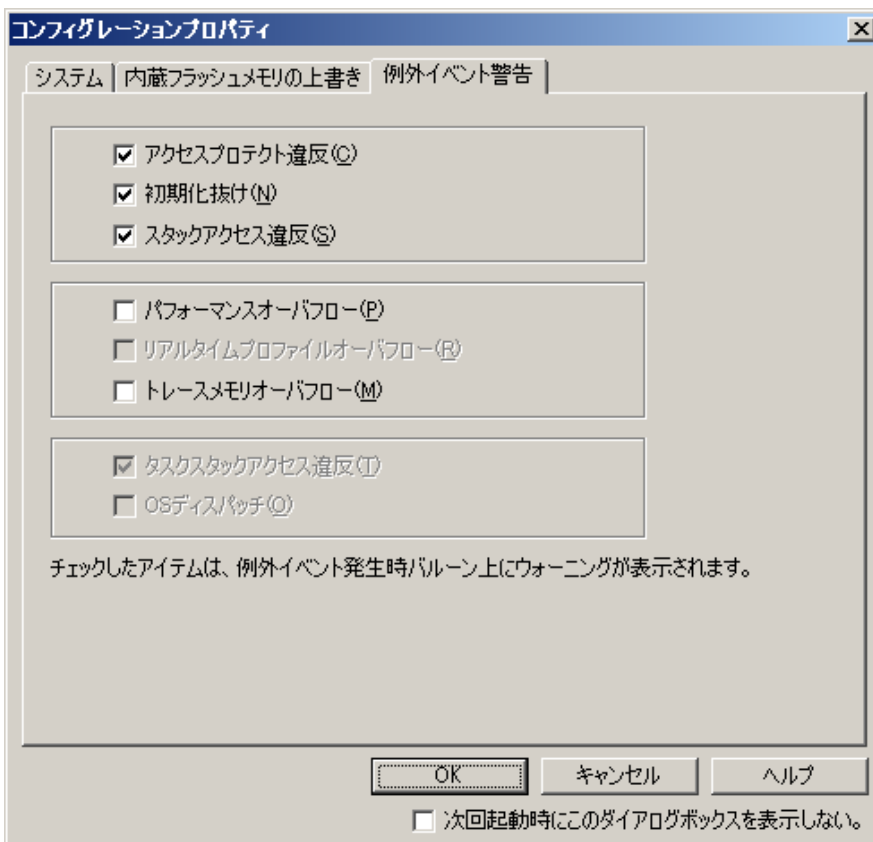 コンフィグレーションプロパティ
システム 内蔵フラッシュメモリの上書き 例外イベント警告
アクセスプロテクト違反(C)
初期化抜け(N)
スタックアクセス違反(S)
パフォーマンスオーバフロー(P)
リアルタイムプロファイルオーバフロー(R)
トレースメモリオーバフロー(M)
タスクスタックアクセス違反(T)
OSディスパッチ(O)
チェックしたアイテムは、例外イベント発生時バルーン上にウォーニングが表示されます。
OK キャンセル ヘルプ
次回起動時にこのダイアログボックスを表示しない。